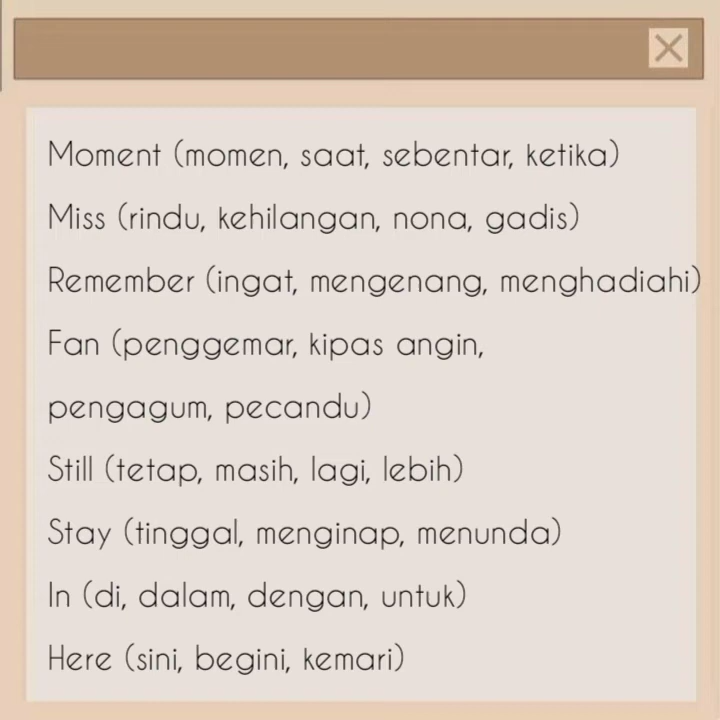 Moment (momen, saat, sebentar, ketika)
Miss (rindu, kehilangan, nona, gadis)
Remember (ingat, mengenang, menghadiahi)
Fan (penggemar, kipas angin,
pengagum, pecandu)
Still (tetap, masih, lagi, lebih)
Stay (tinggal, menginap, menunda)
In (di, dalam, dengan, untuk)
Here (sini, begini, kemari)